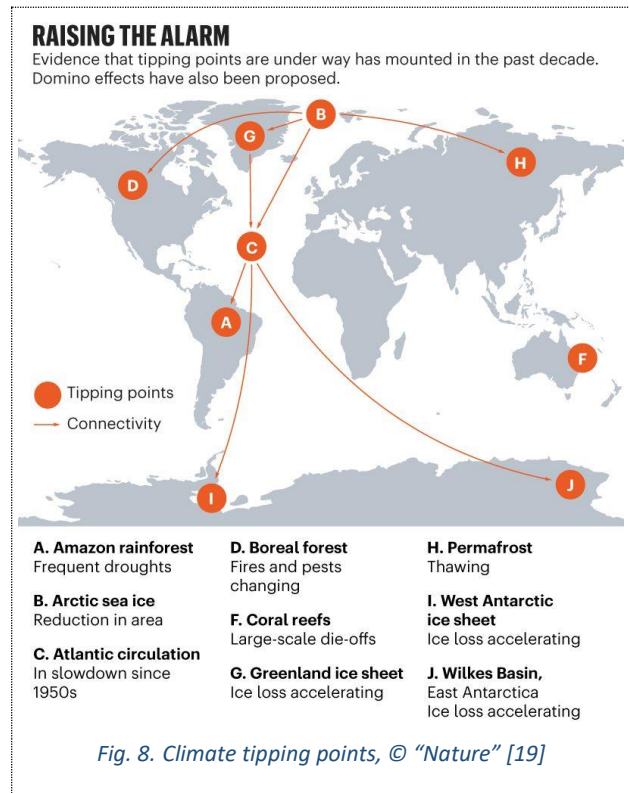 RAISING THE ALARM
Evidence that tipping points are under way has mounted in the past decade.
Domino effects have also been proposed.
B
G
H
D
C
A
F
Tipping points
Connectivity
I
J
A. Amazon rainforest
Frequent droughts
B. Arctic sea ice
Reduction in area
C. Atlantic circulation
In slowdown since
1950s
D. Boreal forest
Fires and pests
changing
F. Coral reefs
Large-scale die-offs
G. Greenland ice sheet
Ice loss accelerating
H. Permafrost
Thawing
I. West Antarctic
ice sheet
Ice loss accelerating
J. Wilkes Basin,
East Antarctica
Ice loss accelerating
Fig. 8. Climate tipping points, © “Nature” [19]